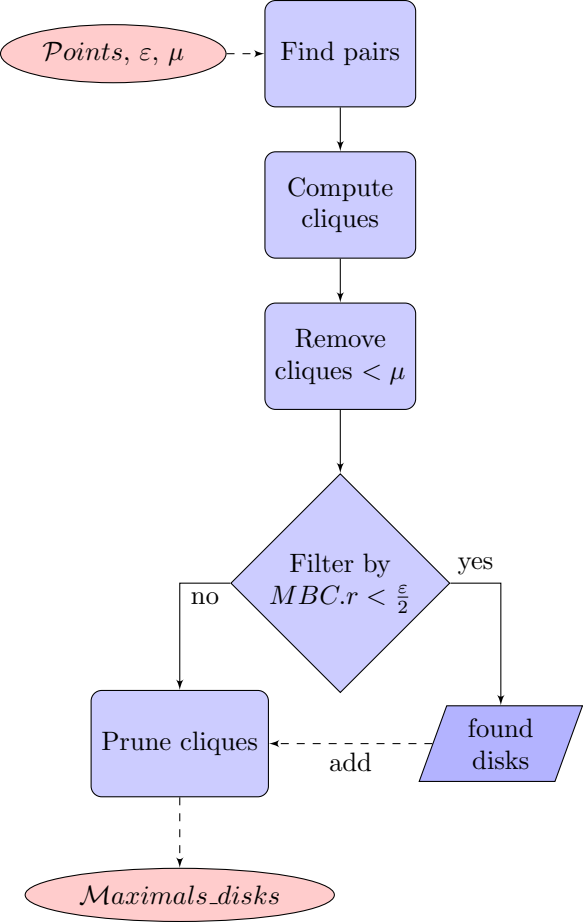 𝒫oints, ε, μ
Find pairs
Compute
cliques
Remove
cliques < μ
Filter by
MBC.r < ε/2
yes
no
Prune cliques
found
disks
add
ℳaximals_disks